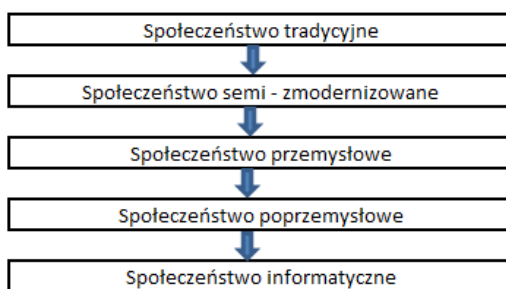 Społeczeństwo tradycyjne
Społeczeństwo semi - zmodernizowane
Społeczeństwo przemysłowe
Społeczeństwo poprzemysłowe
Społeczeństwo informatyczne